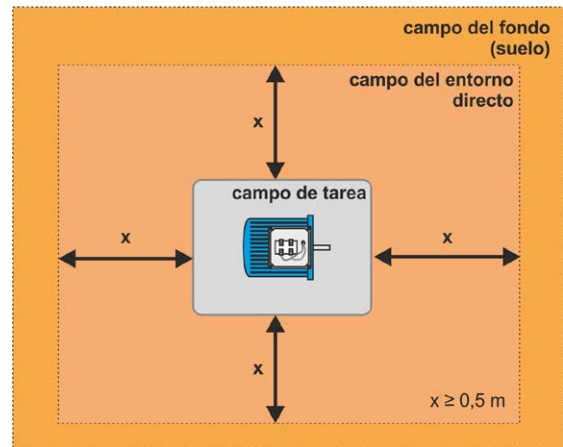 campo del fondo
(suelo)
campo del entorno
directo
x
campo de tarea
x
x
x
x ≥ 0,5 m